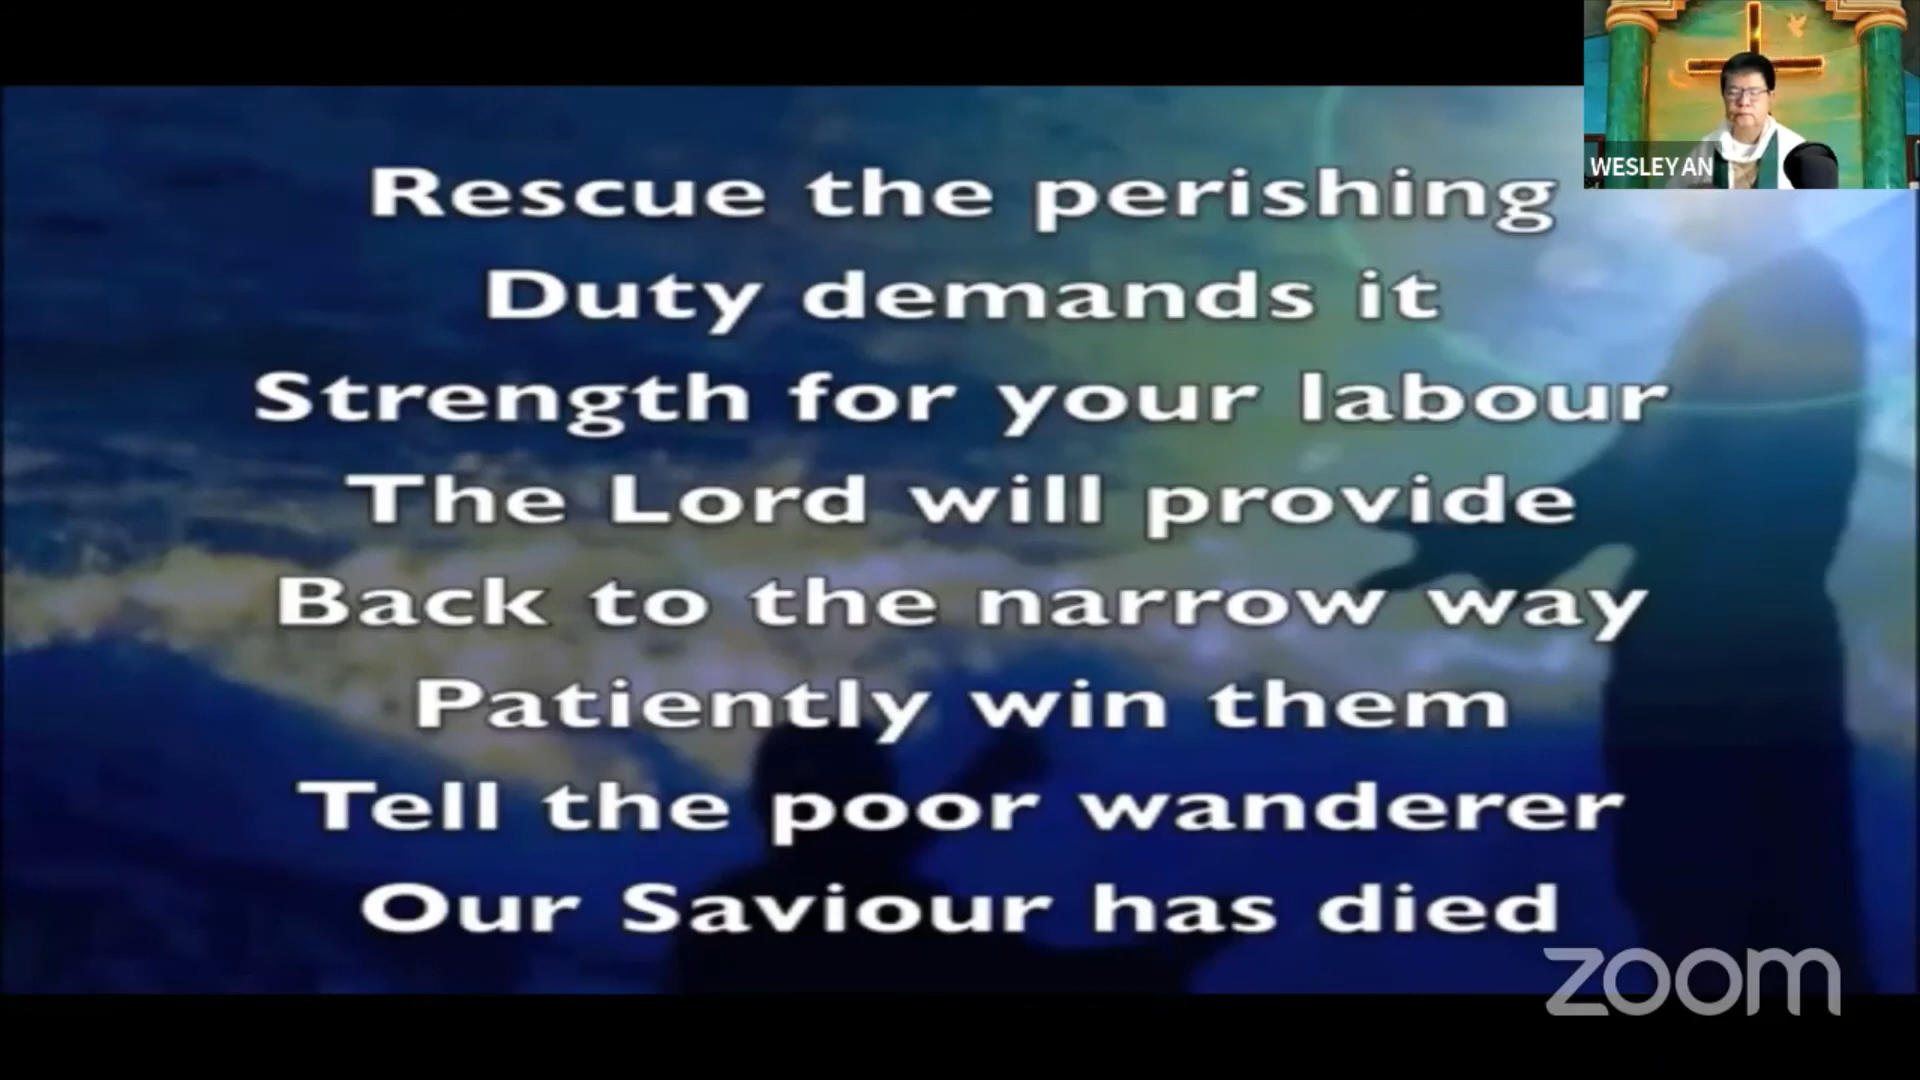 WESLEYAN
Rescue the perishing
Duty demands it
Strength for your labour
The Lord will provide
Back to the narrow way
Patiently win them
Tell the poor wanderer
Our Saviour has died
zoom